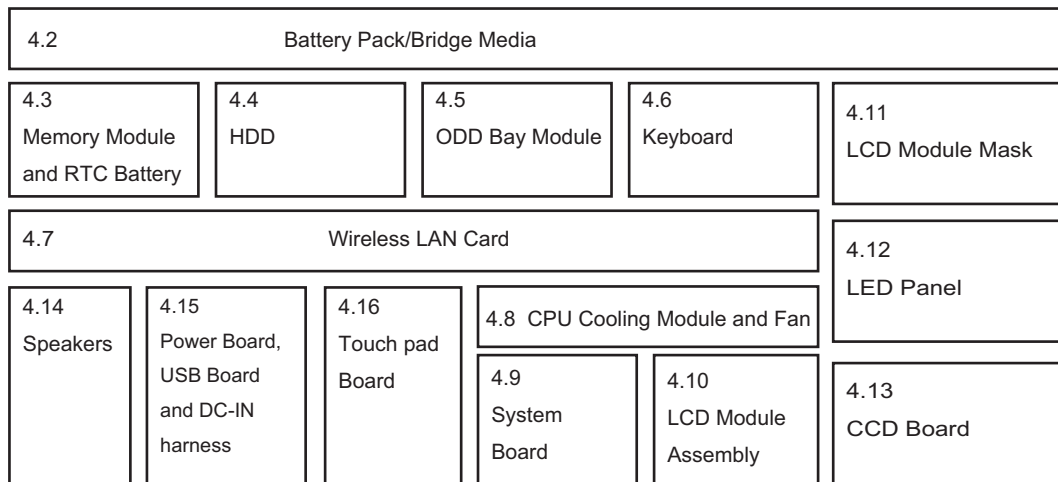 4.2 Battery Pack/Bridge Media
4.3
Memory Module
and RTC Battery
4.4
HDD
4.5
ODD Bay Module
4.6
Keyboard
4.11
LCD Module Mask
4.7 Wireless LAN Card
4.12
LED Panel
4.14
Speakers
4.15
Power Board,
USB Board
and DC-IN
harness
4.16
Touch pad
Board
4.8 CPU Cooling Module and Fan
4.9
System
Board
4.10
LCD Module
Assembly
4.13
CCD Board